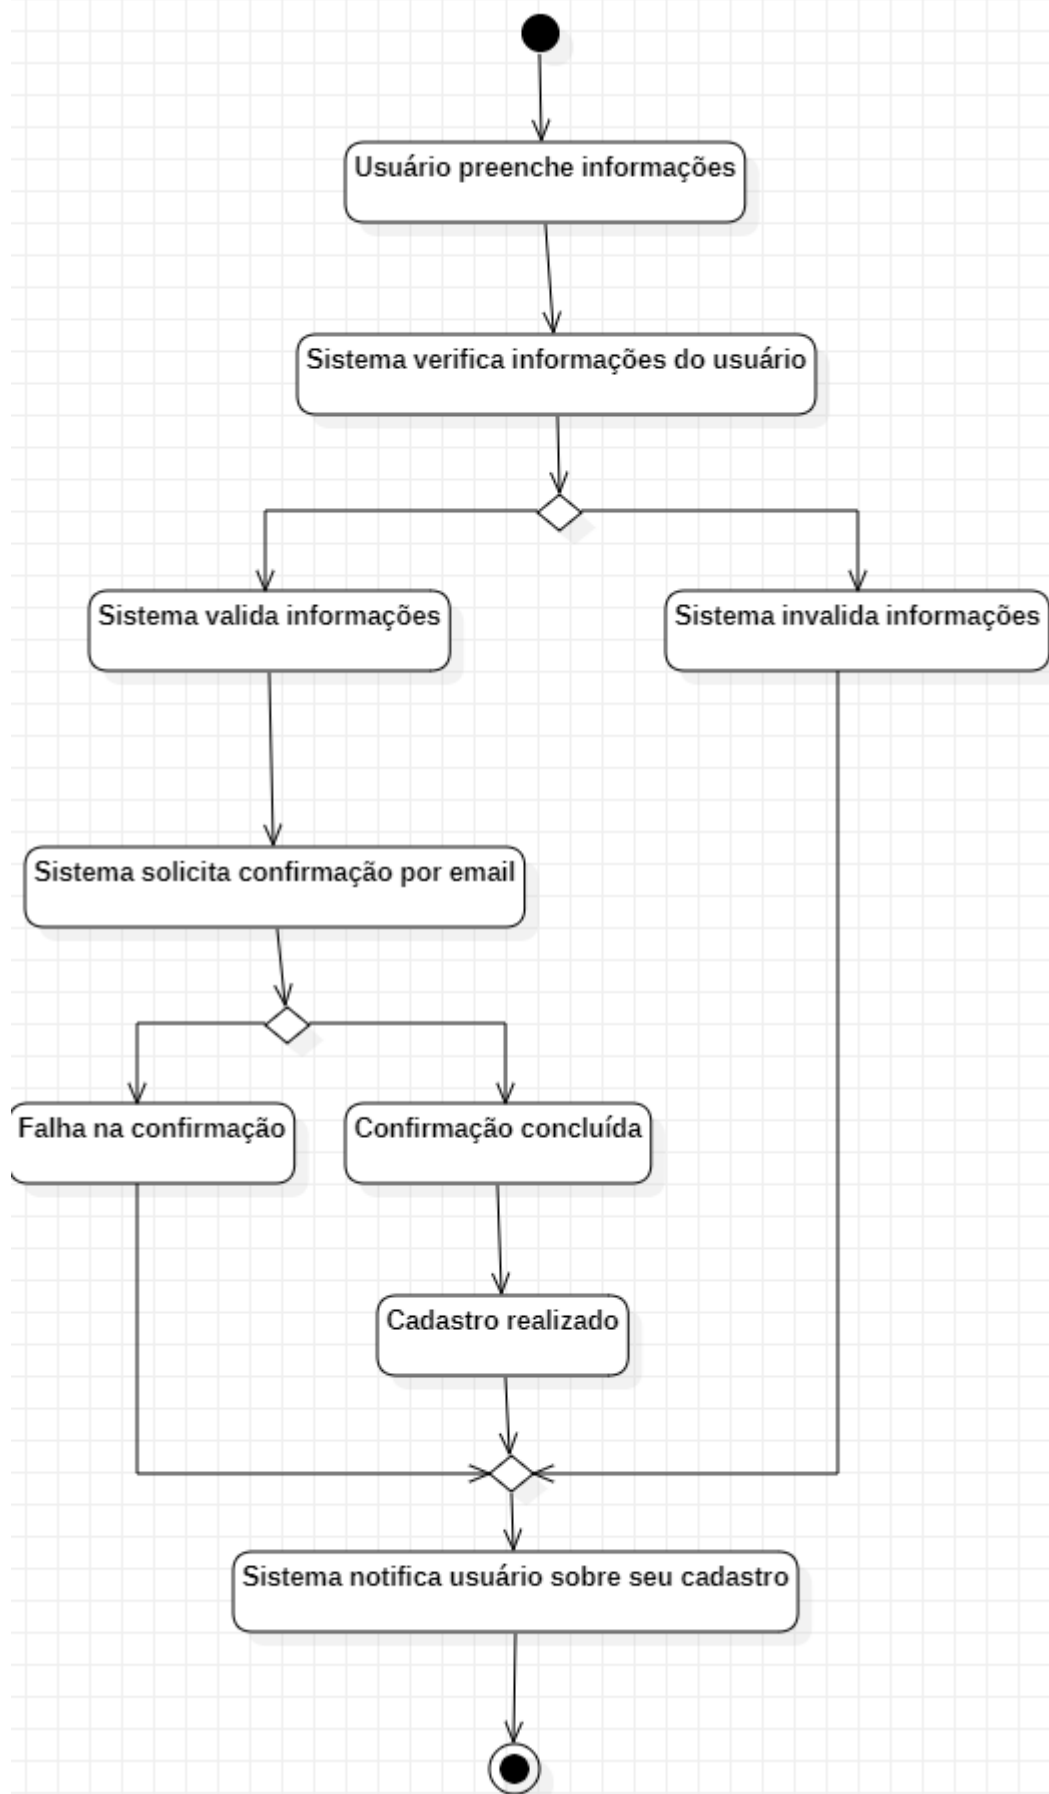 Usuário preenche informações
Sistema verifica informações do usuário
Sistema valida informações
Sistema invalida informações
Sistema solicita confirmação por email
Falha na confirmação
Confirmação concluída
Cadastro realizado
Sistema notifica usuário sobre seu cadastro